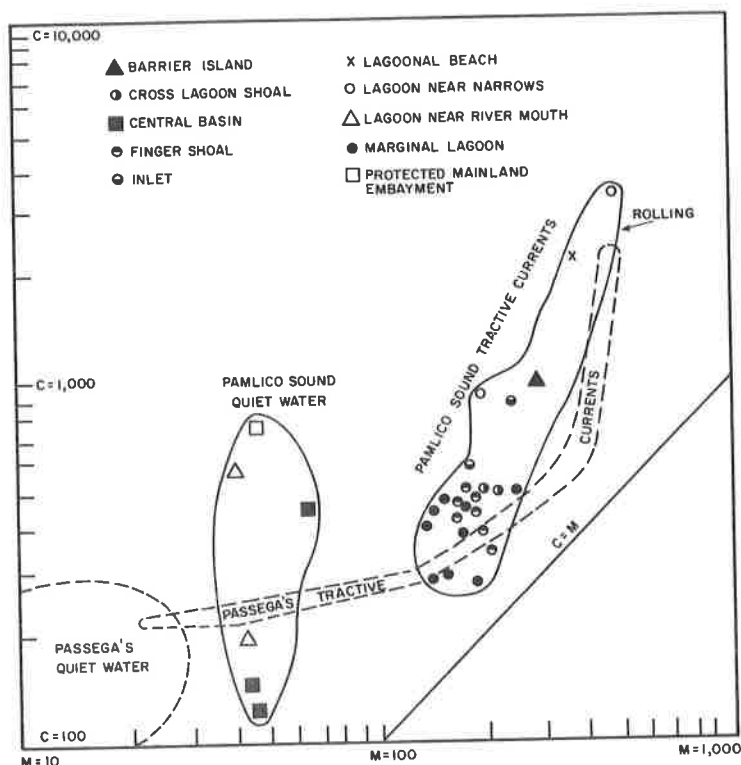 C=10,000
BARRIER ISLAND
CROSS LAGOON SHOAL
CENTRAL BASIN
FINGER SHOAL
INLET
X LAGOONAL BEACH
LAGOON NEAR NARROWS
LAGOON NEAR RIVER MOUTH
MARGINAL LAGOON
PROTECTED MAINLAND
EMBAYMENT
ROLLING
PAMLICO SOUND TRACTIVE CURRENTS
C=1,000
PAMLICO SOUND
QUIET WATER
CURRENTS
C=M
PASSEGA'S TRACTIVE
PASSEGA'S
QUIET WATER
C=100
M=10
M=100
M=1,000